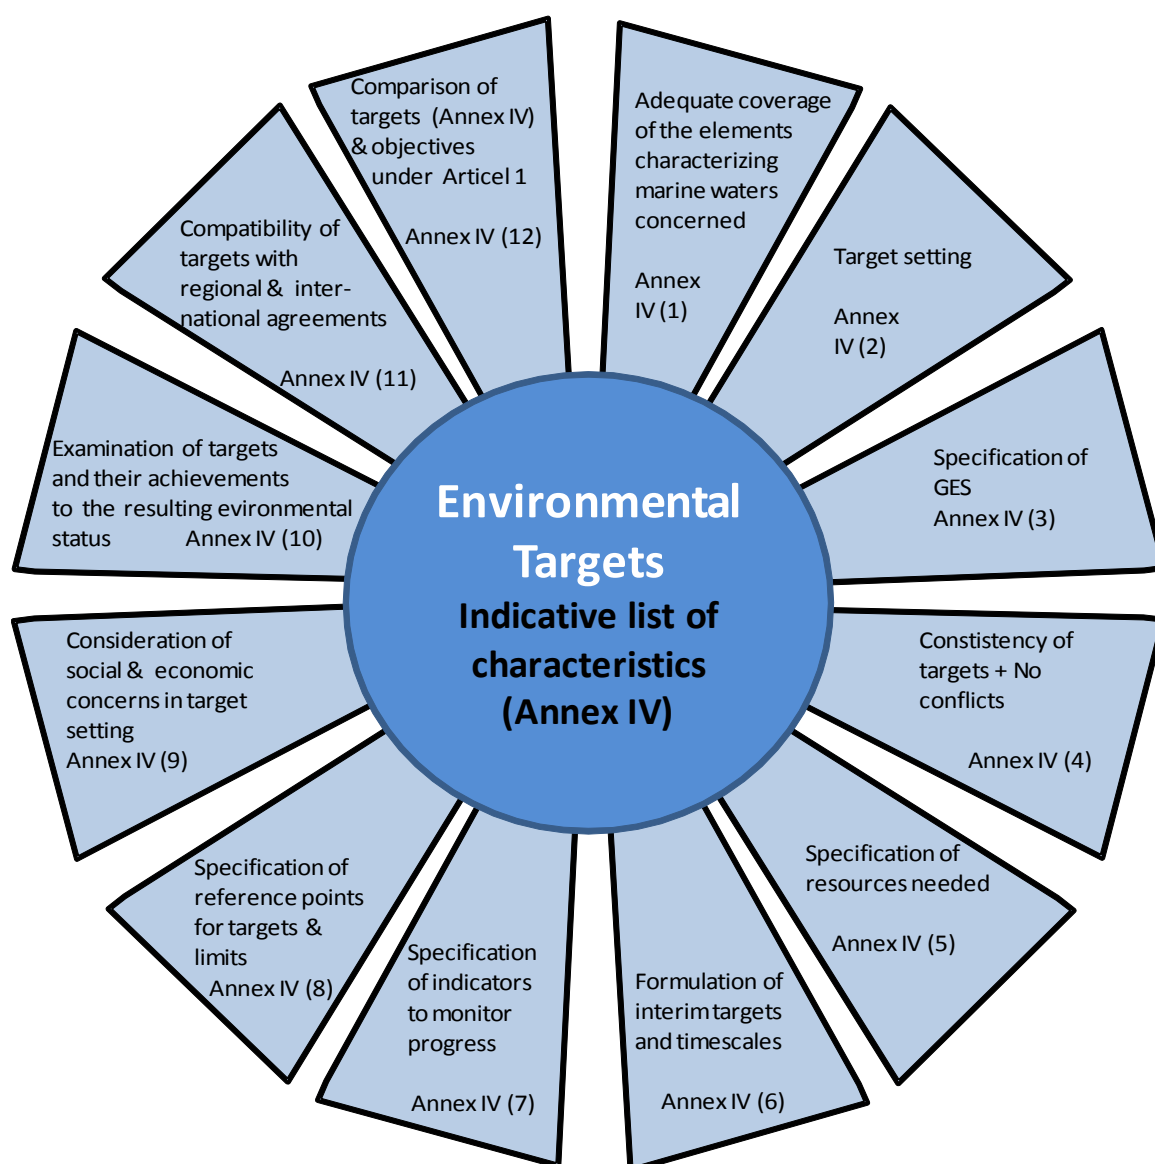 Environmental
Targets
Indicative list of
characteristics
(Annex IV)
Adequate coverage
of the elements
characterizing
marine waters
concerned
Annex
IV (1)
Target setting
Annex
IV (2)
Specification of
GES
Annex IV (3)
Constistency of
targets + No
conflicts
Annex IV (4)
Specification of
resources needed
Annex IV (5)
Formulation of
interim targets
and timescales
Annex IV (6)
Specification
of indicators
to monitor
progress
Annex IV (7)
Specification of
reference points
for targets &
limits
Annex IV (8)
Consideration of
social & economic
concerns in target
setting
Annex IV (9)
Examination of targets
and their achievements
to the resulting evironmental
status Annex IV (10)
Compatibility of
targets with
regional & inter-
national agreements
Annex IV (11)
Comparison of
targets (Annex IV)
& objectives
under Articel 1
Annex IV (12)